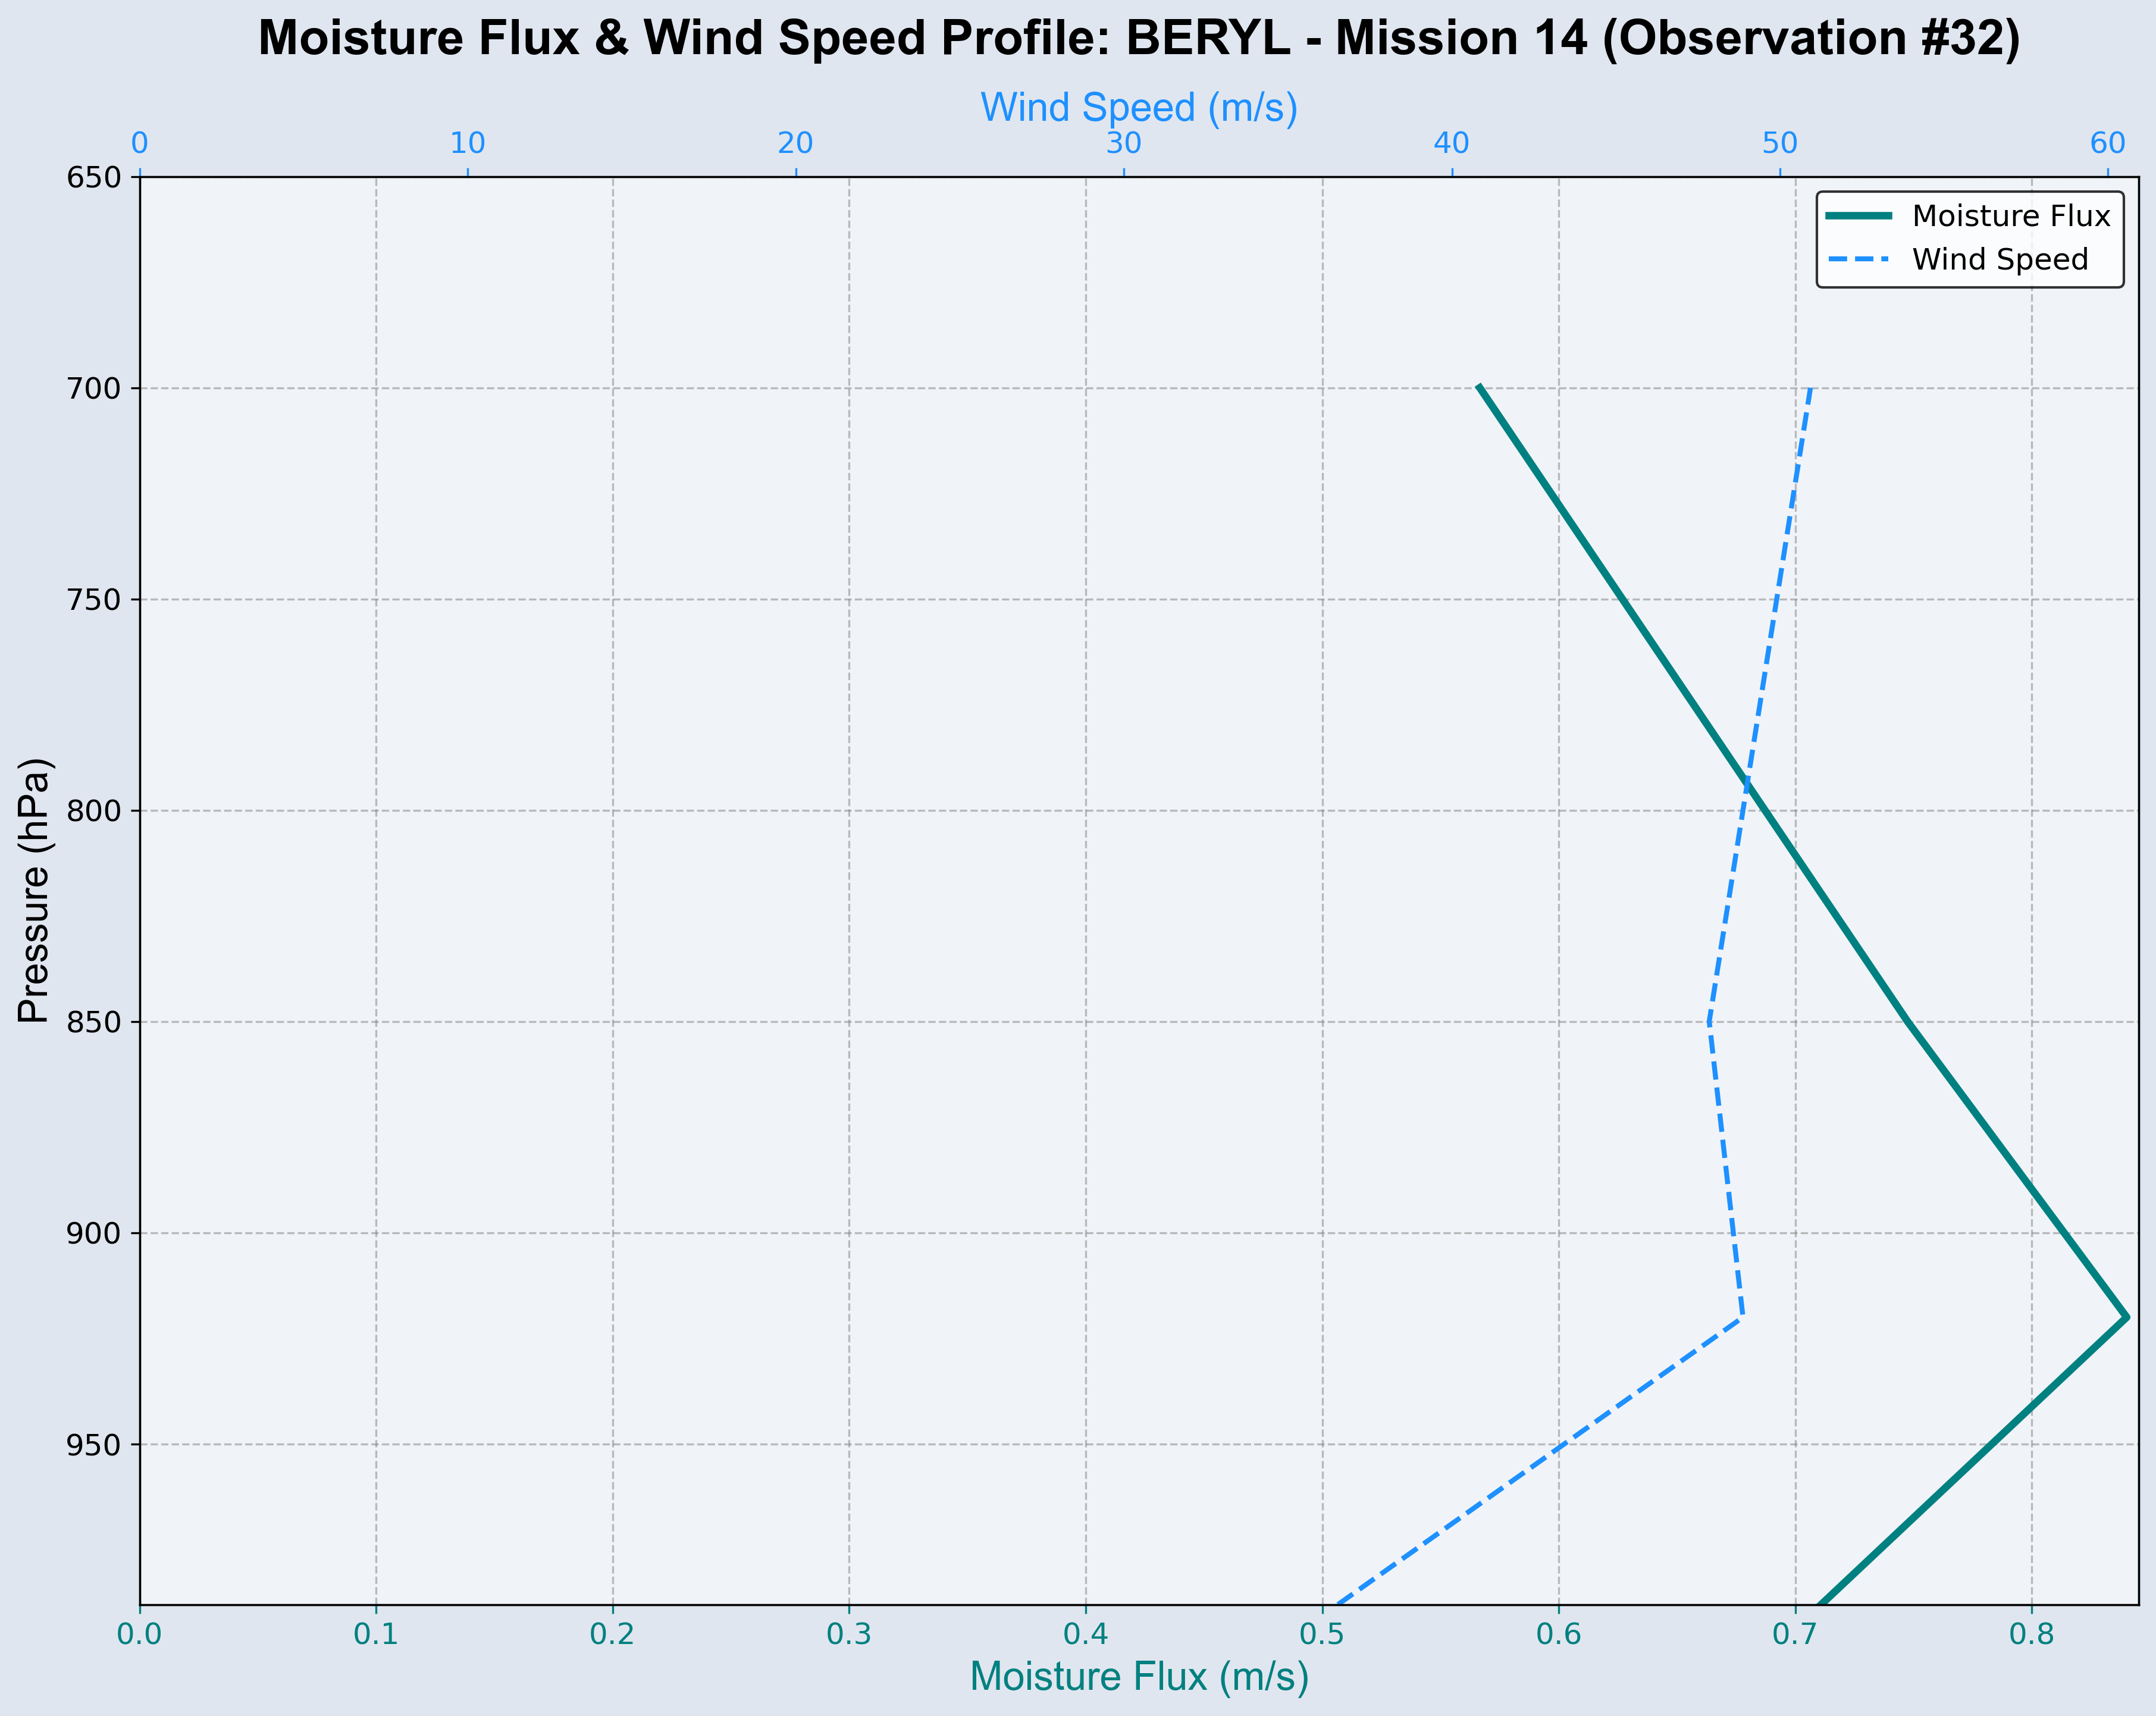 Moisture Flux & Wind Speed Profile: BERYL - Mission 14 (Observation #32)
Wind Speed (m/s)
0 10 20 30 40 50 60
Moisture Flux
Wind Speed
Pressure (hPa)
650
700
750
800
850
900
950
0.0 0.1 0.2 0.3 0.4 0.5 0.6 0.7 0.8
Moisture Flux (m/s)